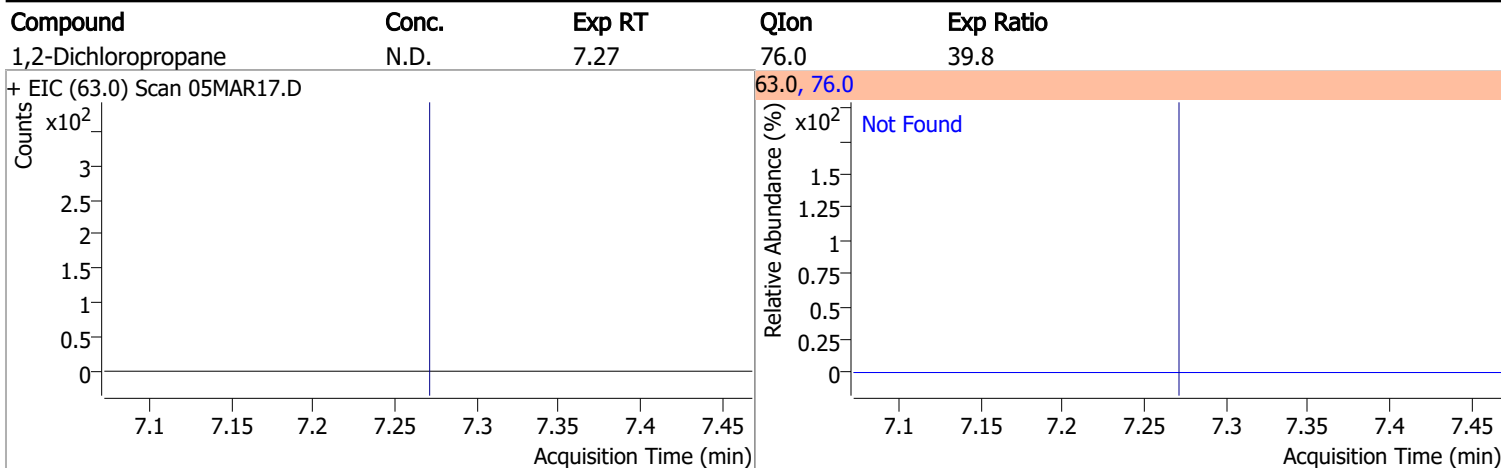 Compound Conc. Exp RT QIon Exp Ratio
1,2-Dichloropropane N.D. 7.27 76.0 39.8
+ EIC (63.0) Scan 05MAR17.D
Counts
x10²
3
2.5
2
1.5
1
0.5
0
7.1 7.15 7.2 7.25 7.3 7.35 7.4 7.45
Acquisition Time (min)
63.0, 76.0
Relative Abundance (%)
x10²
Not Found
1.5
1.25
1
0.75
0.5
0.25
0
7.1 7.15 7.2 7.25 7.3 7.35 7.4 7.45
Acquisition Time (min)